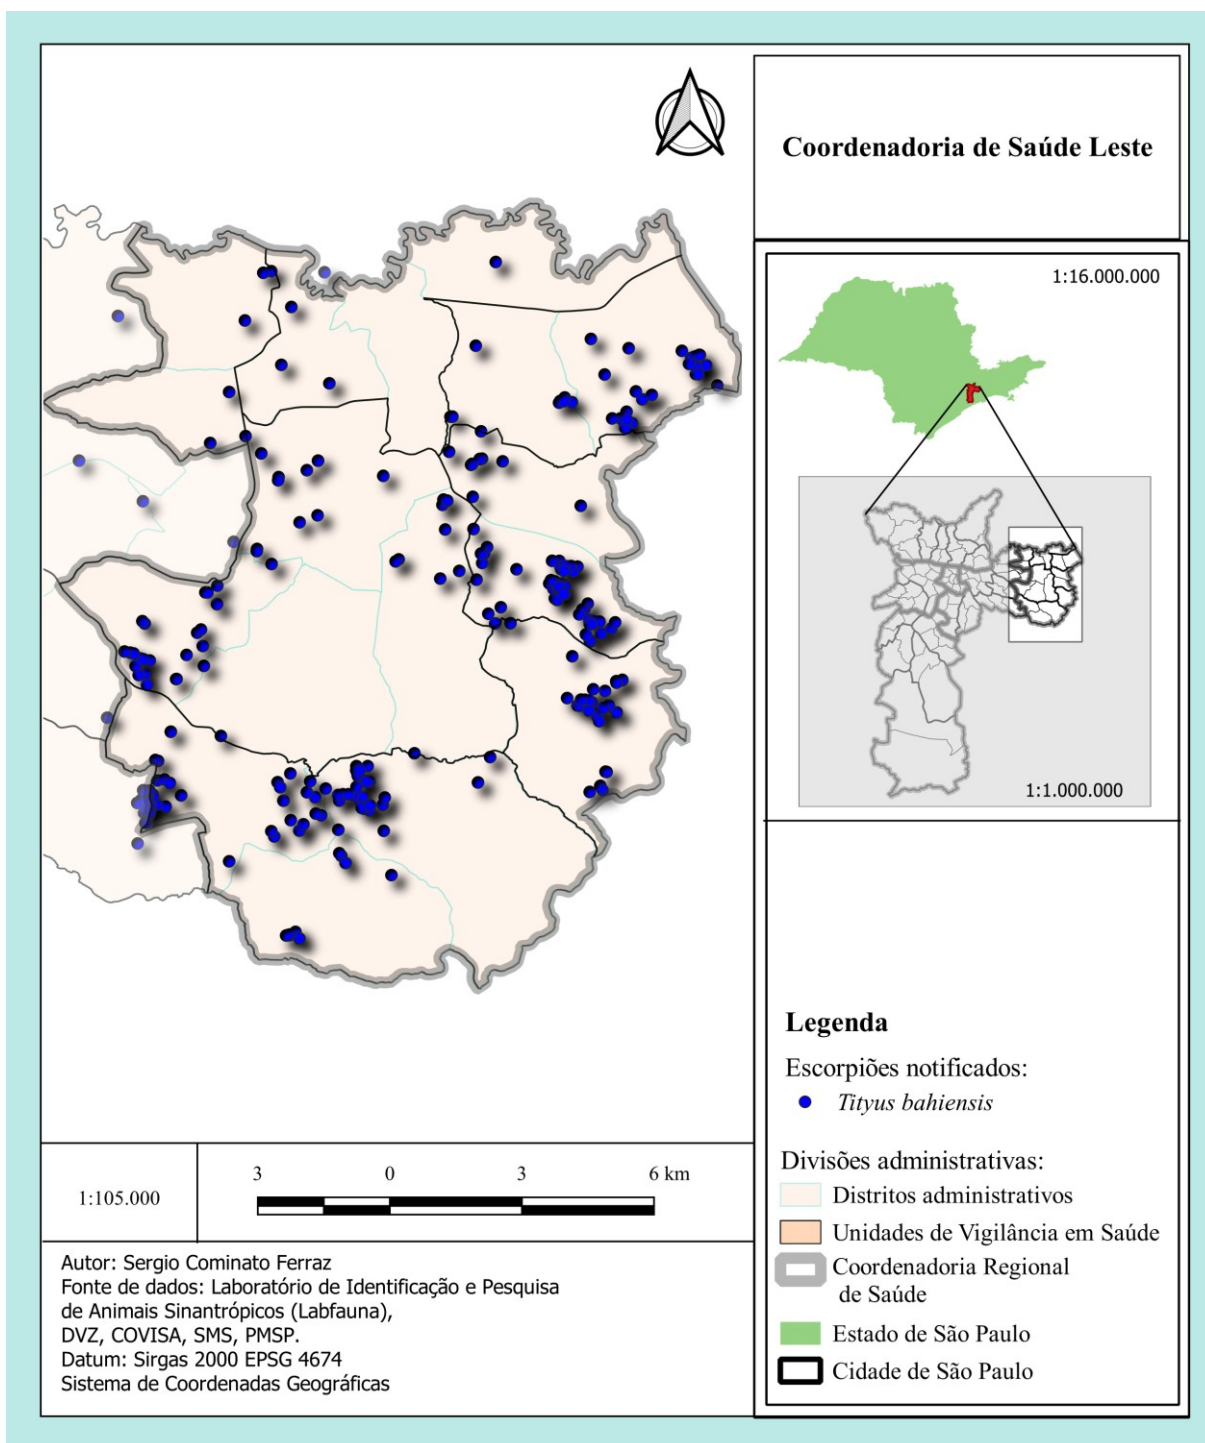 Coordenadoria de Saúde Leste
1:16.000.000
1:1.000.000
Legenda
Escorpiões notificados:
Tityus bahiensis
Divisões administrativas:
Distritos administrativos
Unidades de Vigilância em Saúde
Coordenadoria Regional
de Saúde
Estado de São Paulo
Cidade de São Paulo
1:105.000
3 0 3 6 km
Autor: Sergio Cominato Ferraz
Fonte de dados: Laboratório de Identificação e Pesquisa
de Animais Sinantrópicos (Labfauna),
DVZ, COVISA, SMS, PMSP.
Datum: Sirgas 2000 EPSG 4674
Sistema de Coordenadas Geográficas